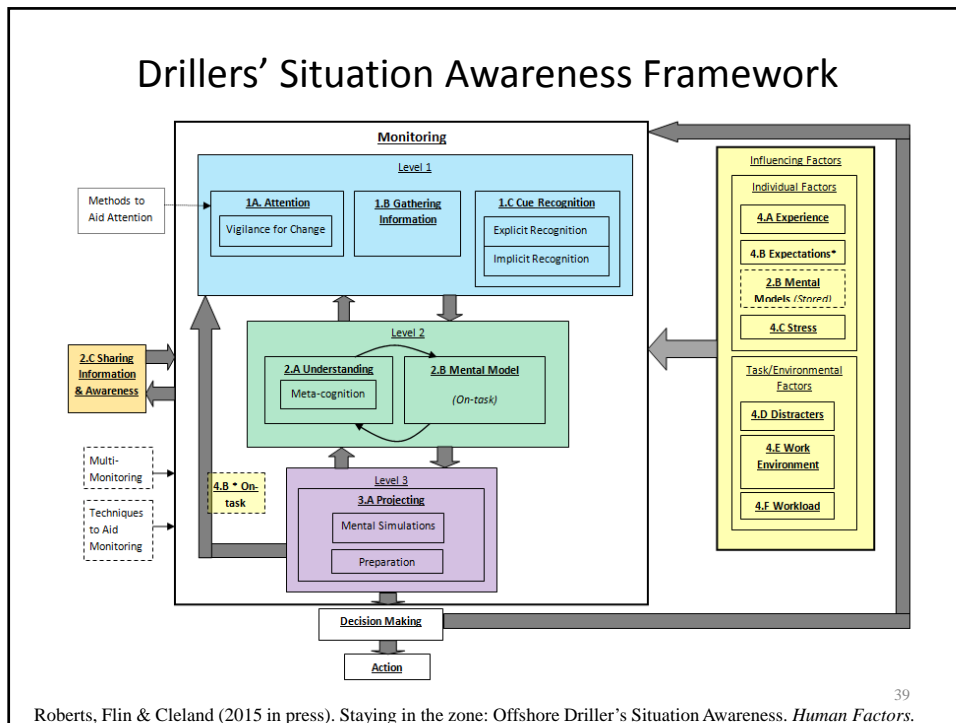 Drillers' Situation Awareness Framework
Monitoring
Level 1
1A. Attention
Vigilance for Change
1.B Gathering
Information
1.C Cue Recognition
Explicit Recognition
Implicit Recognition
Methods to
Aid Attention
Level 2
2.A Understanding
Meta-cognition
2.B Mental Model
(On-task)
2.C Sharing
Information
& Awareness
Multi-
Monitoring
Techniques
to Aid
Monitoring
4.B * On-
task
Level 3
3.A Projecting
Mental Simulations
Preparation
Decision Making
Action
Influencing Factors
Individual Factors
4.A Experience
4.B Expectations*
2.B Mental
Models (Stored)
4.C Stress
Task/Environmental
Factors
4.D Distracters
4.E Work
Environment
4.F Workload
39
Roberts, Flin & Cleland (2015 in press). Staying in the zone: Offshore Driller's Situation Awareness. Human Factors.